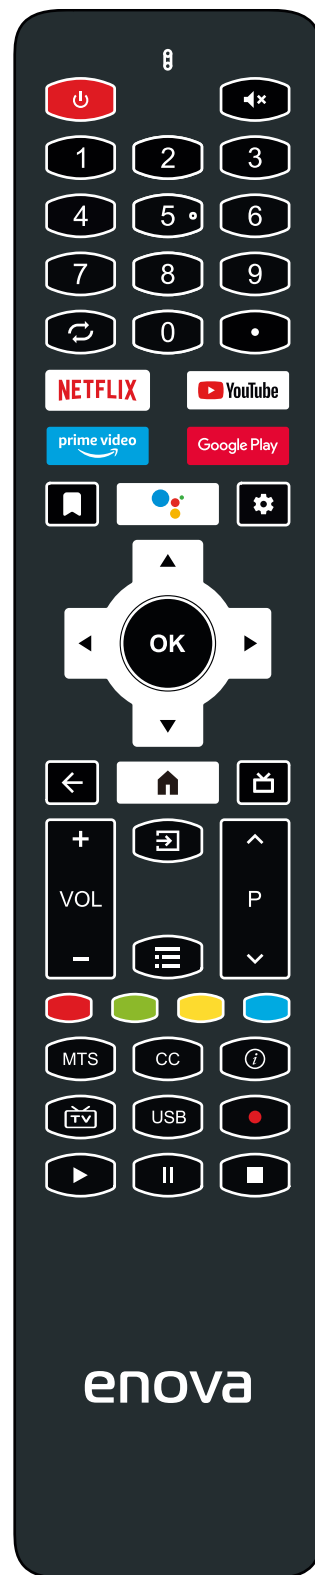 1 2 3
4 5 6
7 8 9
0 •
NETFLIX YouTube
prime video Google Play
OK
+
VOL P
−
MTS CC i
TV USB
enova